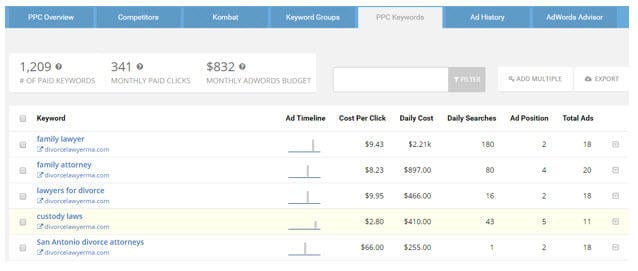 PPC Overview Competitors Kombat Keyword Groups PPC Keywords Ad History AdWords Advisor
1,209 341 $832
# OF PAID KEYWORDS MONTHLY PAID CLICKS MONTHLY ADWORDS BUDGET
FILTER ADD MULTIPLE EXPORT
Keyword Ad Timeline Cost Per Click Daily Cost Daily Searches Ad Position Total Ads
family lawyer
divorcelawyerma.com $9.43 $2.21k 180 2 18
family attorney
divorcelawyerma.com $8.23 $897.00 80 4 20
lawyers for divorce
divorcelawyerma.com $9.95 $466.00 16 2 18
custody laws
divorcelawyerma.com $2.80 $410.00 43 5 11
San Antonio divorce attorneys
divorcelawyerma.com $66.00 $255.00 1 2 18